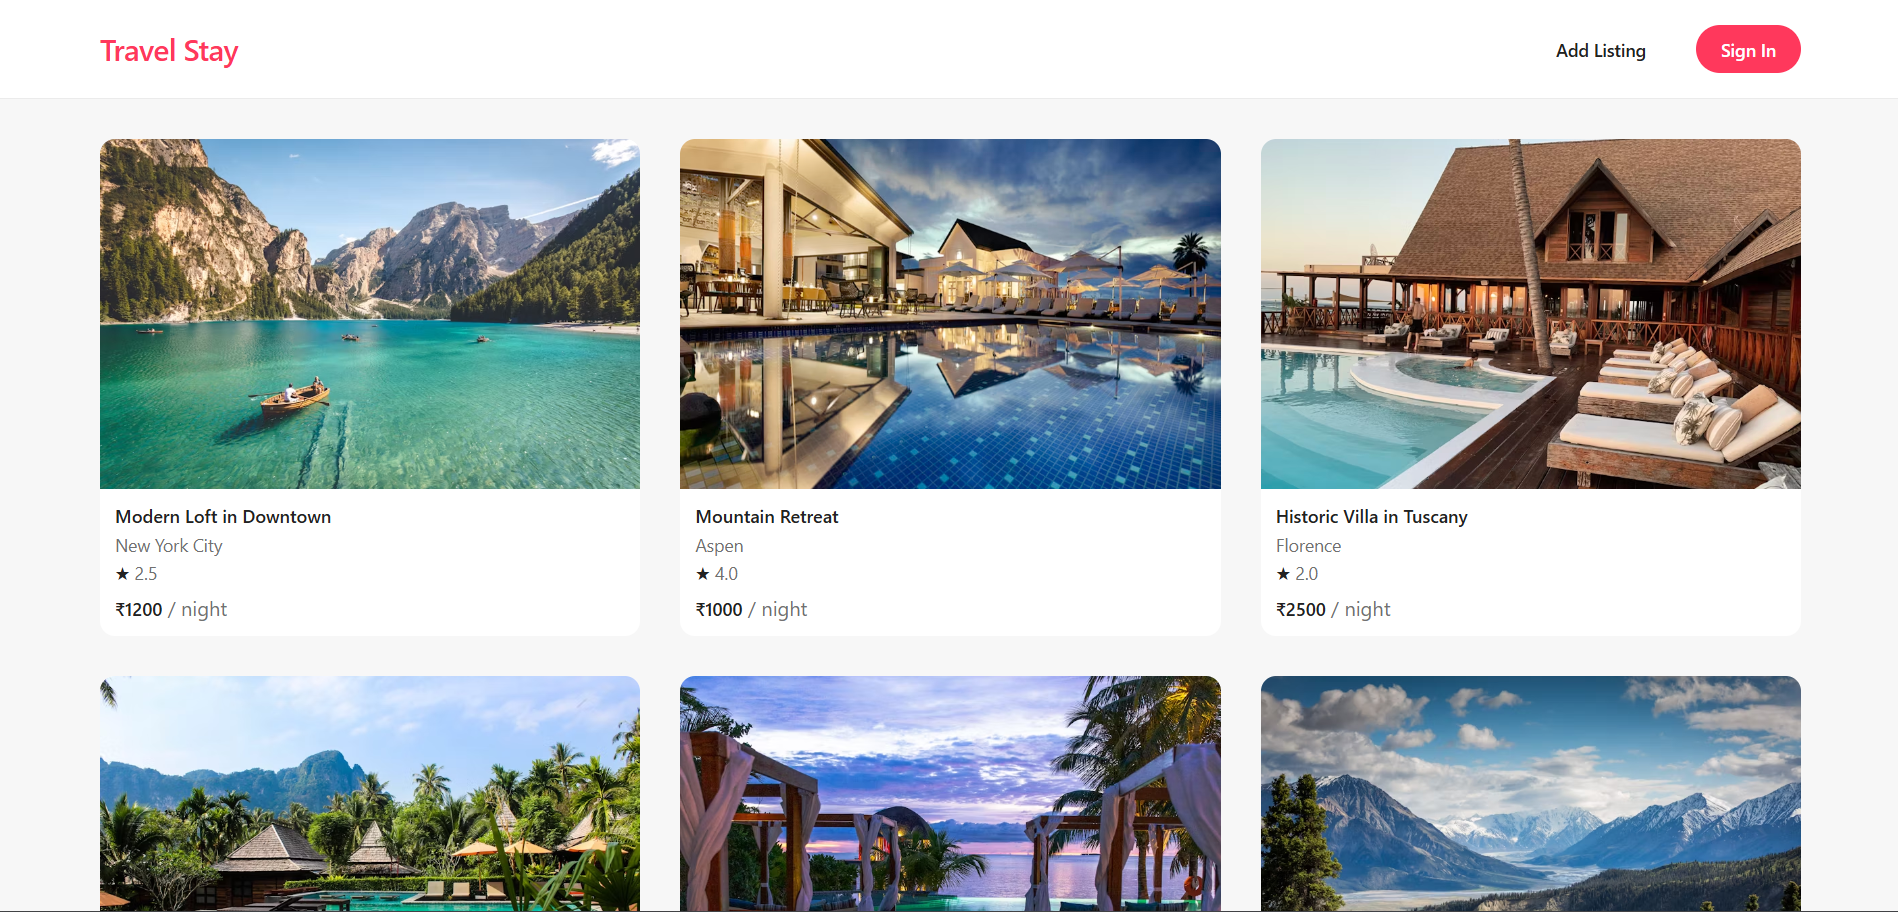 Travel Stay
Add Listing
Sign In
Modern Loft in Downtown
New York City
★ 2.5
₹1200 / night
Mountain Retreat
Aspen
★ 4.0
₹1000 / night
Historic Villa in Tuscany
Florence
★ 2.0
₹2500 / night